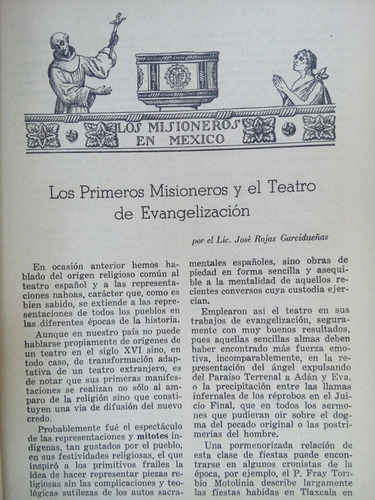 LOS MISIONEROS
EN MEXICO
Los Primeros Misioneros y el Teatro
de Evangelización
por el Lic. José Rojas Garcidueñas
En ocasión anterior hemos ha-
blado del origen religioso común al
teatro español y a las representa-
ciones nahoas, carácter que, como es
bien sabido, se extiende a las repre-
sentaciones de todos los pueblos en
las diferentes épocas de la historia.
Aunque en nuestro país no puede
hablarse propiamente de orígenes de
un teatro en el siglo XVI sino, en
todo caso, de transformación adap-
tativa de un teatro extranjero, es
de notar que sus primeras manifes-
taciones se realizan no sólo al am-
paro de la religión sino que consti-
tuyen una vía de difusión del nuevo
credo.
Probablemente fué el espectáculo
de las representaciones y mitotes in-
dígenas, tan gustados por el pueblo,
en sus festividades religiosas, el que
inspiró a los primitivos frailes la
idea de hacer representar piezas re-
ligiosas sin las complicaciones y teo-
lógicas sutilezas de los autos sacra-
mentales españoles, sino obras de
piedad en forma sencilla y asequi-
ble a la mentalidad de aquellos re-
cientes conversos cuya custodia ejer-
cían.
Emplearon así el teatro en sus
trabajos de evangelización, segura-
mente con muy buenos resultados,
pues aquellas sencillas almas deben
haber encontrado más fuerza emo-
tiva, incomparablemente, en la re-
presentación del ángel expulsando
del Paraíso Terrenal a Adán y Eva,
o la precipitación entre las llamas
infernales de los réprobos en el Jui-
cio Final, que en todos los sermo-
nes que pudieran oir sobre el dogma
del pecado original o las postri-
merías del hombre.
Una pormenorizada relación de
esta clase de fiestas puede encon-
trarse en algunos cronistas de la
época, por ejemplo, el P. Fray Tori-
bio Motolinia describe largamente
las fiestas habidas en Tlaxcala en